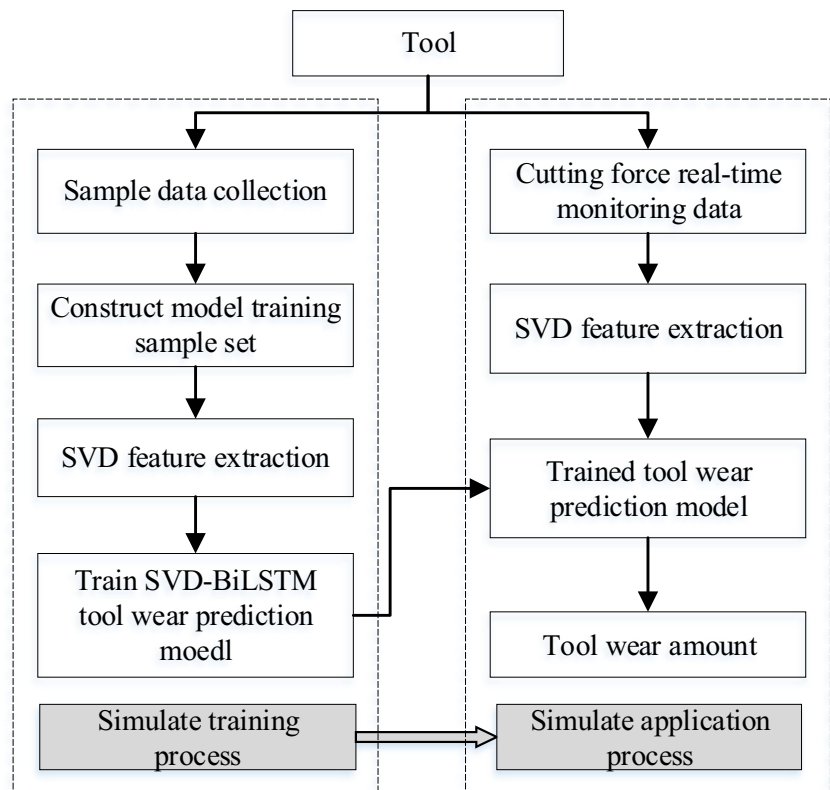 Tool
Sample data collection
Construct model training
sample set
SVD feature extraction
Train SVD-BiLSTM
tool wear prediction
moedl
Simulate training
process
Cutting force real-time
monitoring data
SVD feature extraction
Trained tool wear
prediction model
Tool wear amount
Simulate application
process